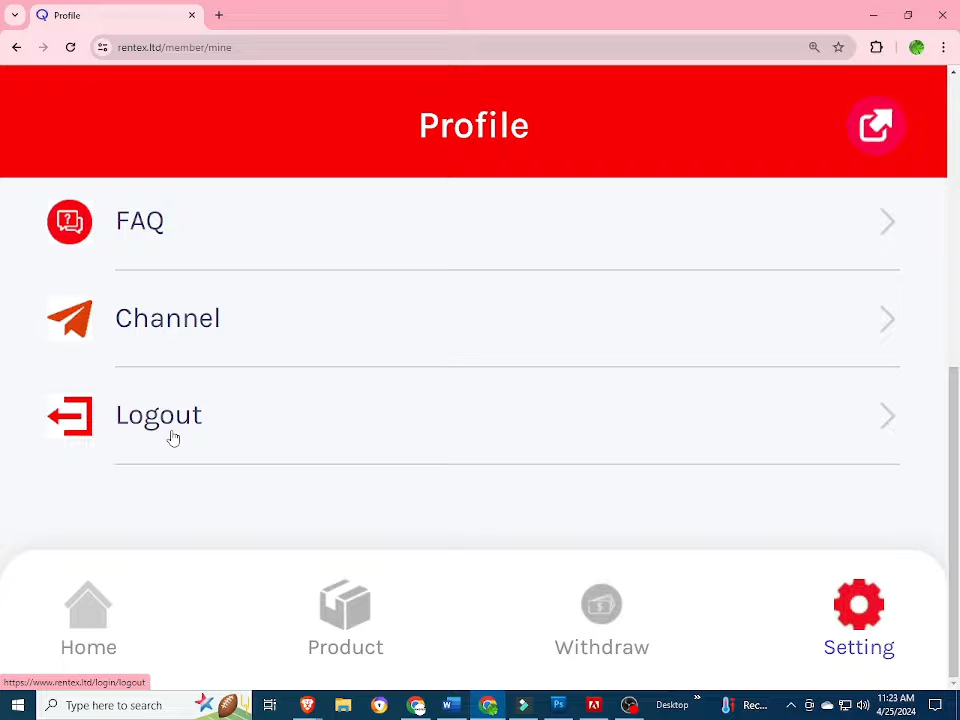 Profile
rentex.ltd/member/mine
Profile
FAQ
Channel
Logout
Home
Product
Withdraw
Setting
https://www.rentex.ltd/login/logout
Type here to search
Desktop
Rec...
11:23 AM
4/25/2024